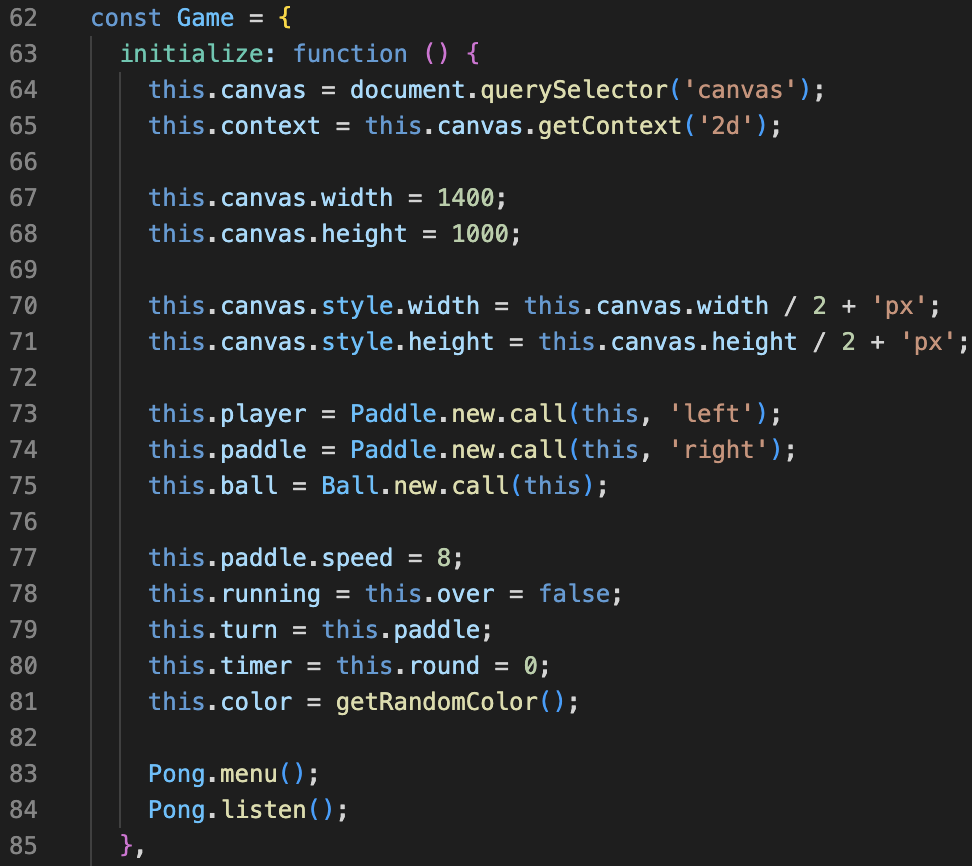 62 const Game = {
63 initialize: function () {
64 this.canvas = document.querySelector('canvas');
65 this.context = this.canvas.getContext('2d');
66
67 this.canvas.width = 1400;
68 this.canvas.height = 1000;
69
70 this.canvas.style.width = this.canvas.width / 2 + 'px';
71 this.canvas.style.height = this.canvas.height / 2 + 'px';
72
73 this.player = Paddle.new.call(this, 'left');
74 this.paddle = Paddle.new.call(this, 'right');
75 this.ball = Ball.new.call(this);
76
77 this.paddle.speed = 8;
78 this.running = this.over = false;
79 this.turn = this.paddle;
80 this.timer = this.round = 0;
81 this.color = getRandomColor();
82
83 Pong.menu();
84 Pong.listen();
85 },